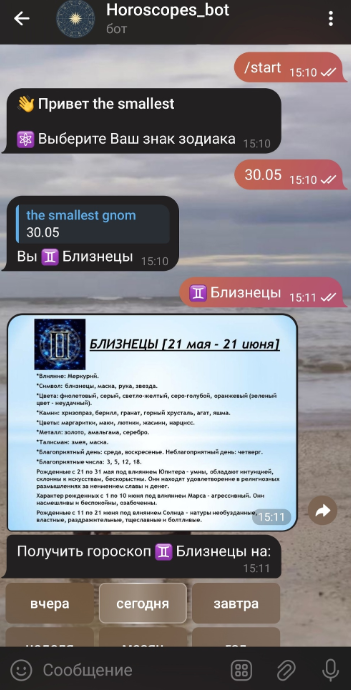 Horoscopes_bot
бот
/start 15:10
👋 Привет the smallest
⚛️ Выберите Ваш знак зодиака 15:10
30.05 15:10
the smallest gnom
30.05
Вы ♊ Близнецы 15:10
♊ Близнецы 15:11
БЛИЗНЕЦЫ [21 мая - 21 июня]
*Влияние: Меркурий.
*Символ: близнецы, маска, рука, звезда.
*Цвета: фиолетовый, серый, светло-желтый, серо-голубой, оранжевый (зеленый
цвет - неудачный).
*Камни: хризопраз, берилл, гранат, горный хрусталь, агат, яшма.
*Цветы: маргаритки, маки, лютики, жасмин, нарцисс.
*Металл: золото, амальгама, серебро.
*Талисман: змея, маска.
*Благоприятный день: среда, воскресенье. Неблагоприятный день: четверг.
*Благоприятные числа: 3, 5, 12, 18.
Рожденные с 21 по 31 мая под влиянием Юпитера - умны, обладают интуицией,
склонны к искусствам, бескорыстны. Они находят удовлетворение в религиозных
размышлениях за неимением славы и денег.
Характер рожденных с 1 по 10 июня под влиянием Марса - агрессивный. Они
насмешливы и беспокойны, озабоченны.
Рожденные с 11 по 21 июня под влиянием Солнца - натуры необузданные,
властные, раздражительные, тщеславные и болтливые.
15:11
Получить гороскоп ♊ Близнецы на:
15:11
вчера сегодня завтра
Сообщение